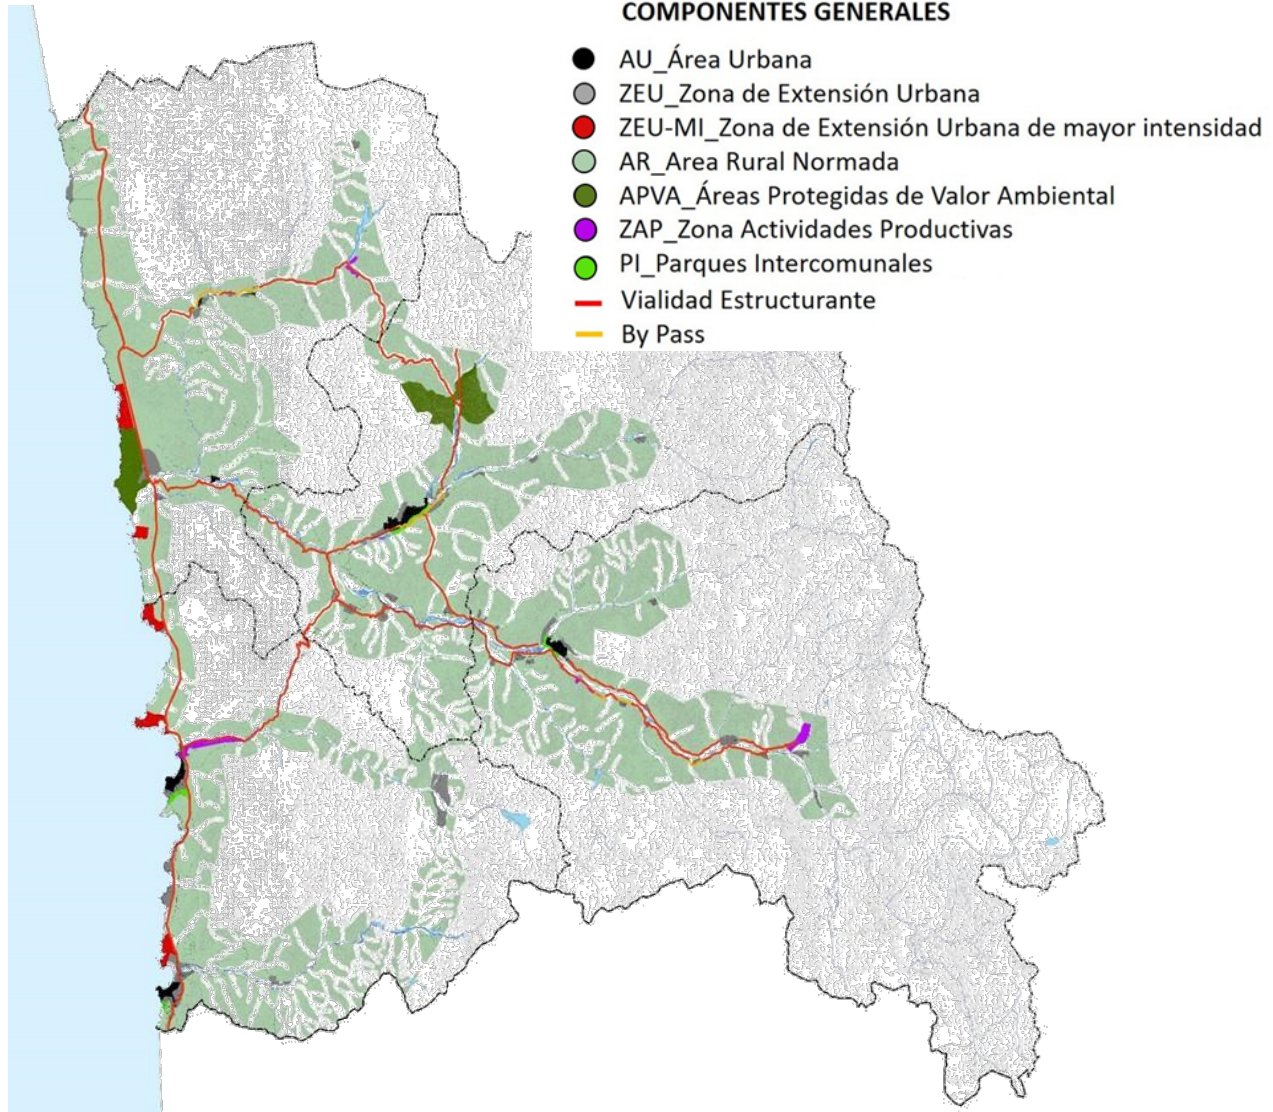 COMPONENTES GENERALES
AU_Área Urbana
ZEU_Zona de Extensión Urbana
ZEU-MI_Zona de Extensión Urbana de mayor intensidad
AR_Area Rural Normada
APVA_Áreas Protegidas de Valor Ambiental
ZAP_Zona Actividades Productivas
PI_Parques Intercomunales
Vialidad Estructurante
By Pass